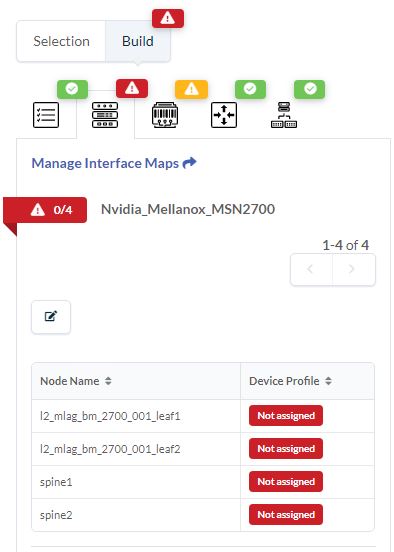 Selection
Build
Manage Interface Maps
0/4
Nvidia_Mellanox_MSN2700
1-4 of 4
Node Name
Device Profile
l2_mlag_bm_2700_001_leaf1
Not assigned
l2_mlag_bm_2700_001_leaf2
Not assigned
spine1
Not assigned
spine2
Not assigned